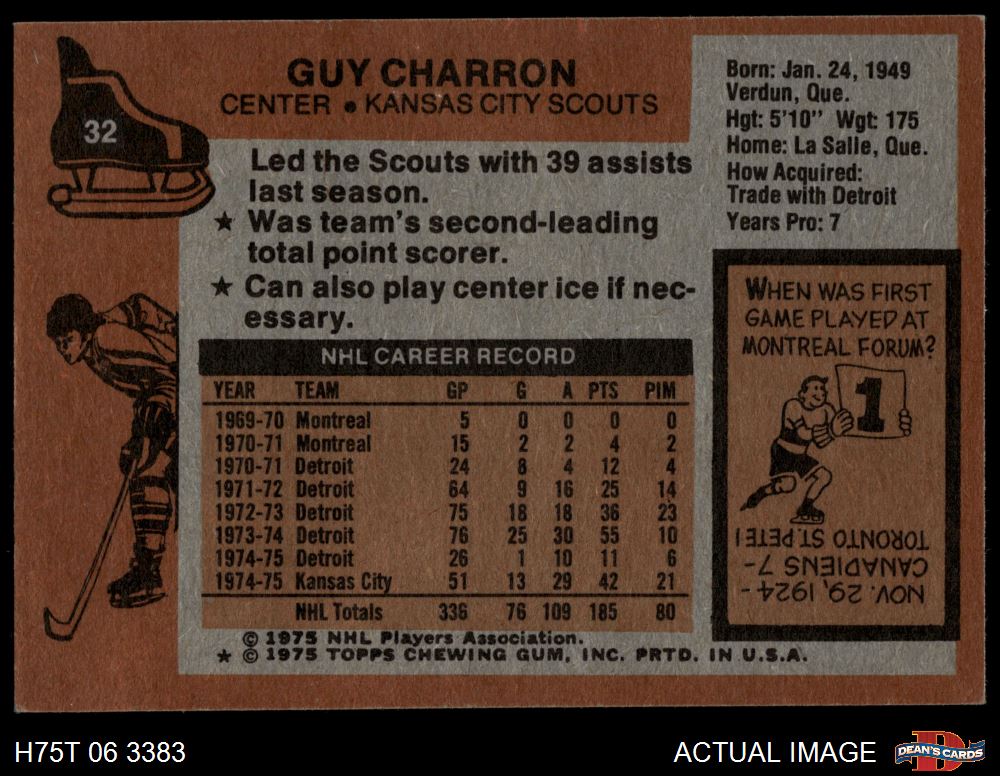 32
GUY CHARRON
CENTER • KANSAS CITY SCOUTS
Led the Scouts with 39 assists
last season.
★ Was team's second-leading
total point scorer.
★ Can also play center ice if nec-
essary.
NHL CAREER RECORD
YEAR TEAM GP G A PTS PIM
1969-70 Montreal 5 0 0 0 0
1970-71 Montreal 15 2 2 4 2
1970-71 Detroit 24 8 4 12 4
1971-72 Detroit 64 9 16 25 14
1972-73 Detroit 75 18 18 36 23
1973-74 Detroit 76 25 30 55 10
1974-75 Detroit 26 1 10 11 6
1974-75 Kansas City 51 13 29 42 21
NHL Totals 336 76 109 185 80
© 1975 NHL Players Association.
★ © 1975 TOPPS CHEWING GUM, INC. PRTD. IN U.S.A.
Born: Jan. 24, 1949
Verdun, Que.
Hgt: 5'10" Wgt: 175
Home: La Salle, Que.
How Acquired:
Trade with Detroit
Years Pro: 7
WHEN WAS FIRST
GAME PLAYED AT
MONTREAL FORUM?
1
NOV. 29, 1924 -
CANADIENS 7 -
TORONTO ST. PETE 1
H75T 06 3383
ACTUAL IMAGE
D
DEAN'S CARDS